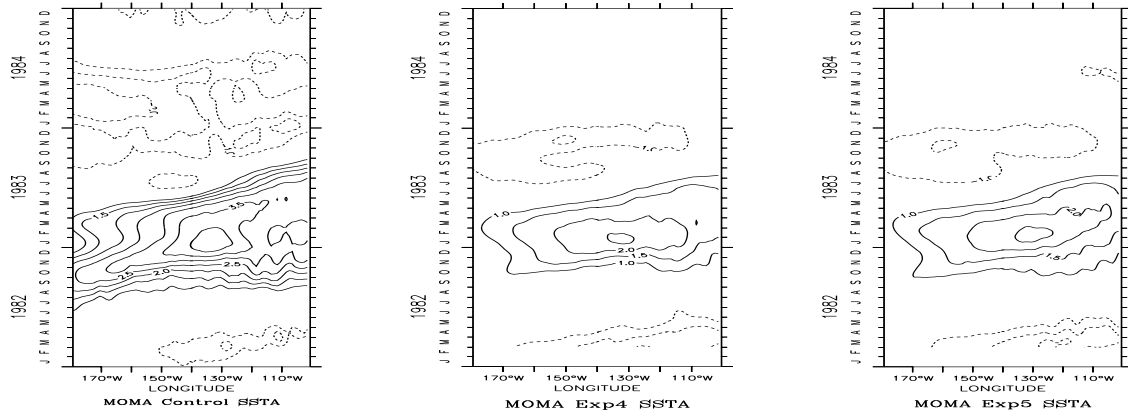 1984
1983
1982
J F M A M J J A S O N D J F M A M J J A S O N D J F M A M J J A S O N D
1.5
3.5
2.5
2.0
2.5
170°W 150°W 130°W 110°W
LONGITUDE
MOMA Control SSTA
1984
1983
1982
J F M A M J J A S O N D J F M A M J J A S O N D J F M A M J J A S O N D
1.0
1.0
2.0
1.5
1.0
170°W 150°W 130°W 110°W
LONGITUDE
MOMA Exp4 SSTA
1984
1983
1982
J F M A M J J A S O N D J F M A M J J A S O N D J F M A M J J A S O N D
1.0
1.0
2.0
1.5
170°W 150°W 130°W 110°W
LONGITUDE
MOMA Exp5 SSTA